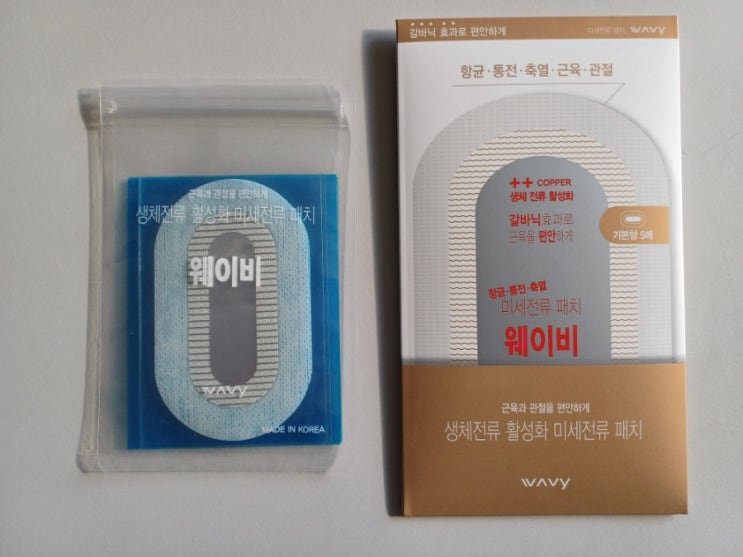 근육과 관절을 편안하게
생체전류 활성화 미세전류 패치
웨이비
WAVY
MADE IN KOREA
갈바닉 효과로 편안하게
미세전류 패치 WAVY
항균·통전·축열·근육·관절
++ COPPER
생체 전류 활성화
갈바닉효과로
근육을 편안하게
기본형 5매
항균·통전·축열
미세전류 패치
웨이비
근육과 관절을 편안하게
생체전류 활성화 미세전류 패치
WAVY